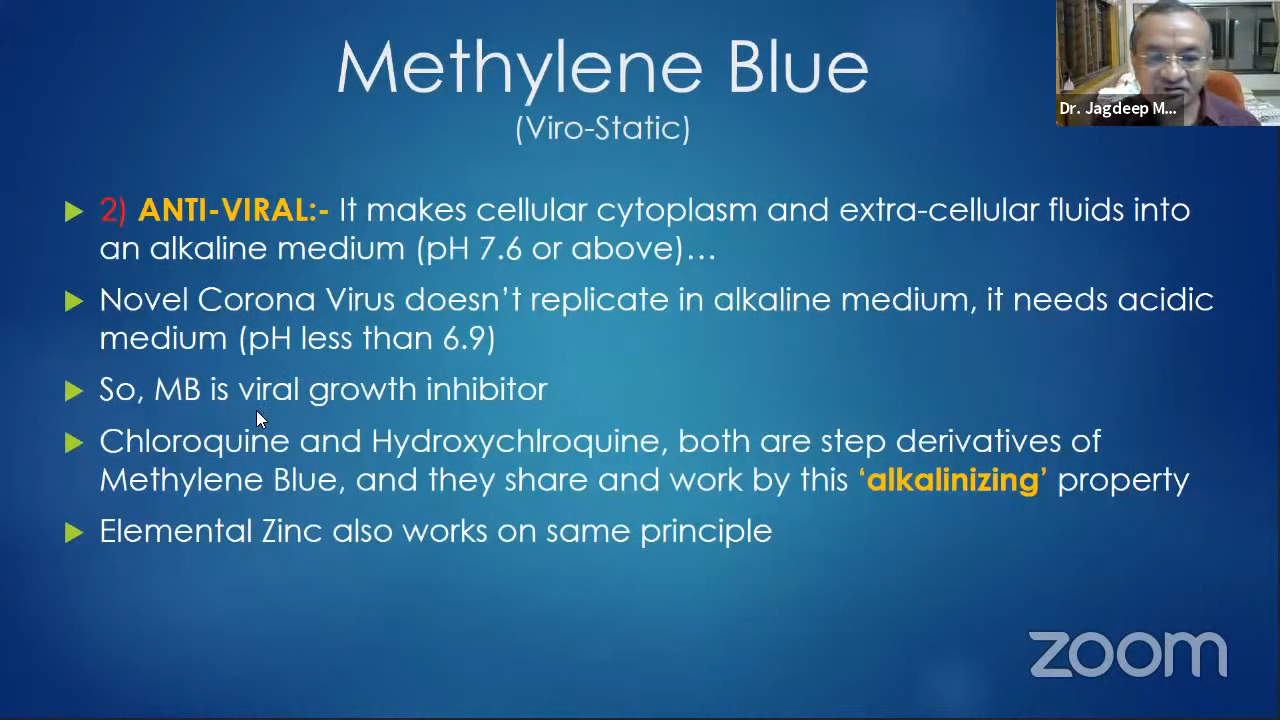 Methylene Blue
(Viro-Static)
Dr. Jagdeep M...
2) ANTI-VIRAL:- It makes cellular cytoplasm and extra-cellular fluids into
an alkaline medium (pH 7.6 or above)...
Novel Corona Virus doesn't replicate in alkaline medium, it needs acidic
medium (pH less than 6.9)
So, MB is viral growth inhibitor
Chloroquine and Hydroxychlroquine, both are step derivatives of
Methylene Blue, and they share and work by this 'alkalinizing' property
Elemental Zinc also works on same principle
zoom